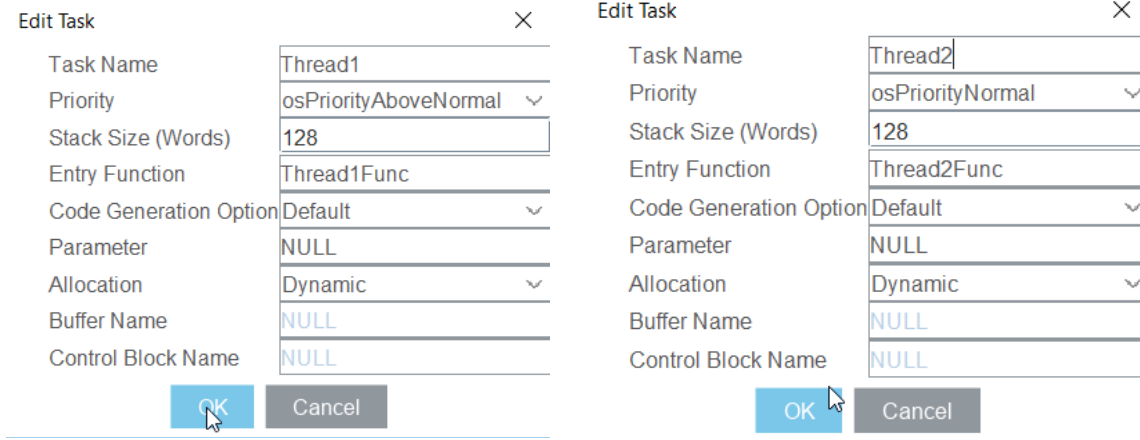 Edit Task
Task Name Thread1
Priority osPriorityAboveNormal
Stack Size (Words) 128
Entry Function Thread1Func
Code Generation Option Default
Parameter NULL
Allocation Dynamic
Buffer Name NULL
Control Block Name NULL
OK Cancel
Edit Task
Task Name Thread2
Priority osPriorityNormal
Stack Size (Words) 128
Entry Function Thread2Func
Code Generation Option Default
Parameter NULL
Allocation Dynamic
Buffer Name NULL
Control Block Name NULL
OK Cancel